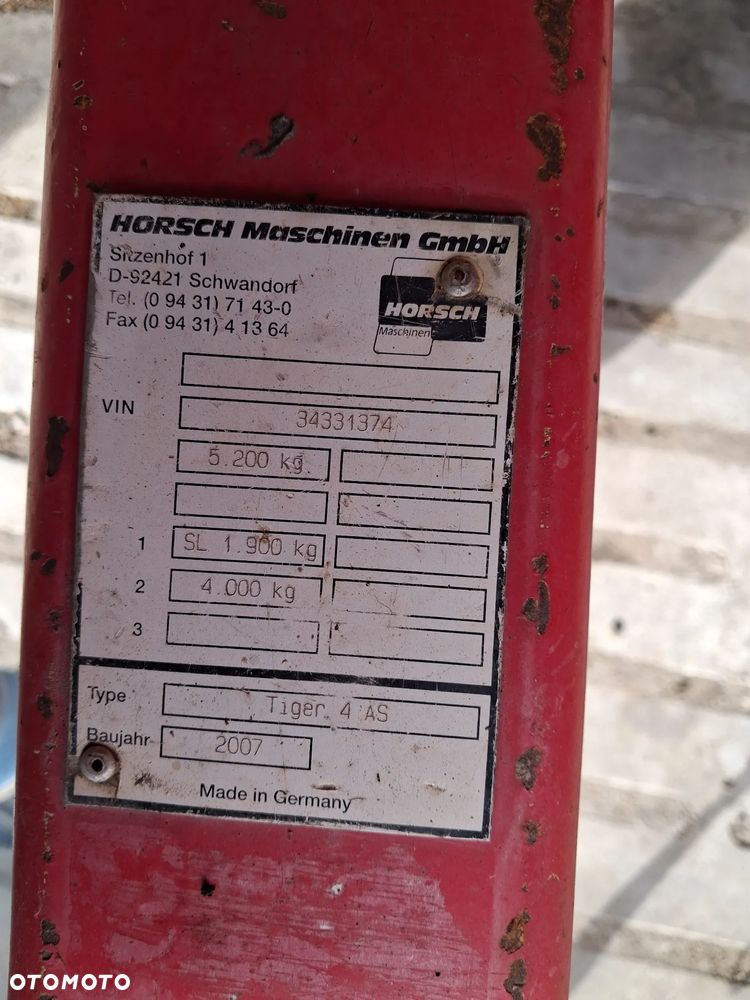 HORSCH Maschinen GmbH
Sitzenhof 1
D-92421 Schwandorf
Tel. (0 94 31) 71 43-0
Fax (0 94 31) 4 13 64
HORSCH
Maschinen
VIN 34331374
5.200 kg
1 SL 1.900 kg
2 4.000 kg
3
Type Tiger 4 AS
Baujahr 2007
Made in Germany
OTOMOTO